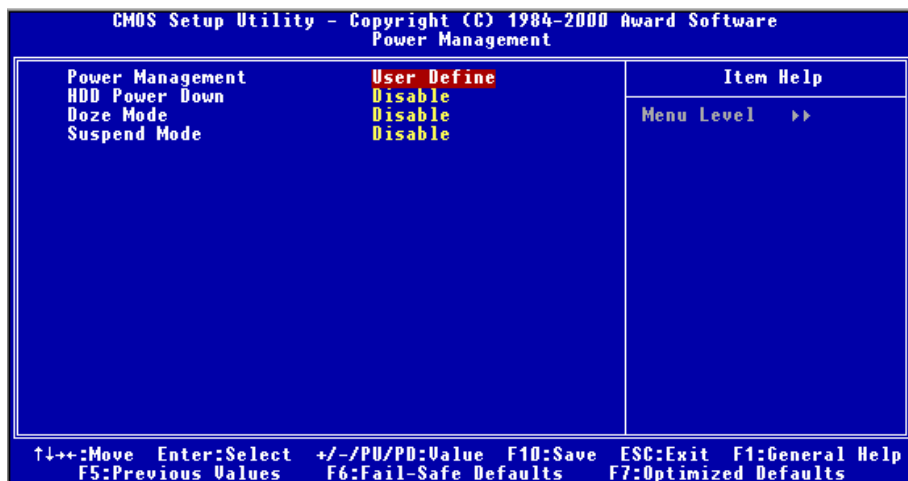 CMOS Setup Utility - Copyright (C) 1984-2000 Award Software
Power Management
Power Management User Define
HDD Power Down Disable
Doze Mode Disable
Suspend Mode Disable
Item Help
Menu Level ▸▸
↑↓→←:Move Enter:Select +/-/PU/PD:Value F10:Save ESC:Exit F1:General Help
F5:Previous Values F6:Fail-Safe Defaults F7:Optimized Defaults